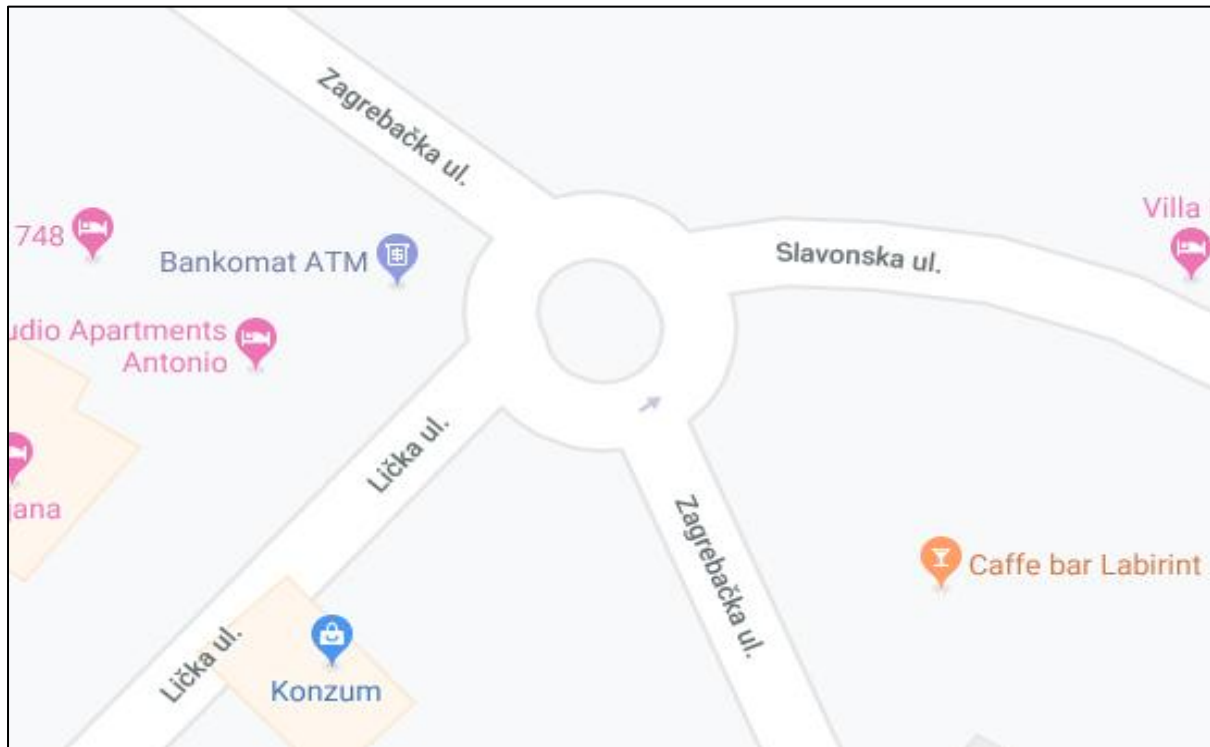 Zagrebačka ul.
Villa
748
Bankomat ATM
Slavonska ul.
udio Apartments
Antonio
Lička ul.
jana
Zagrebačka ul.
Caffe bar Labirint
Lička ul.
Konzum